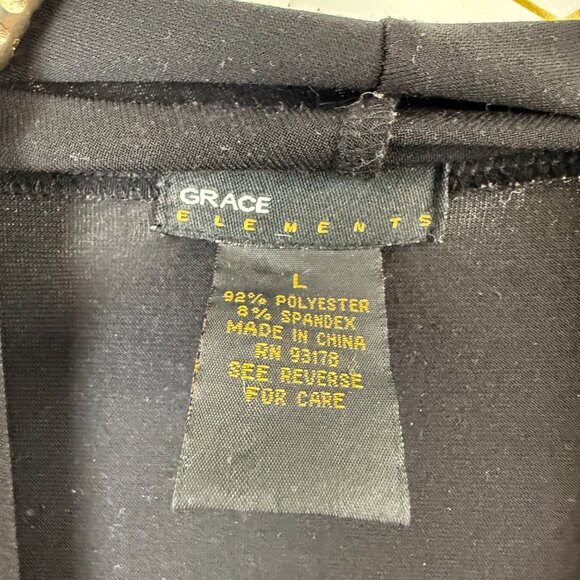 GRACE
ELEMENTS
L
92% POLYESTER
8% SPANDEX
MADE IN CHINA
RN 93178
SEE REVERSE
FOR CARE